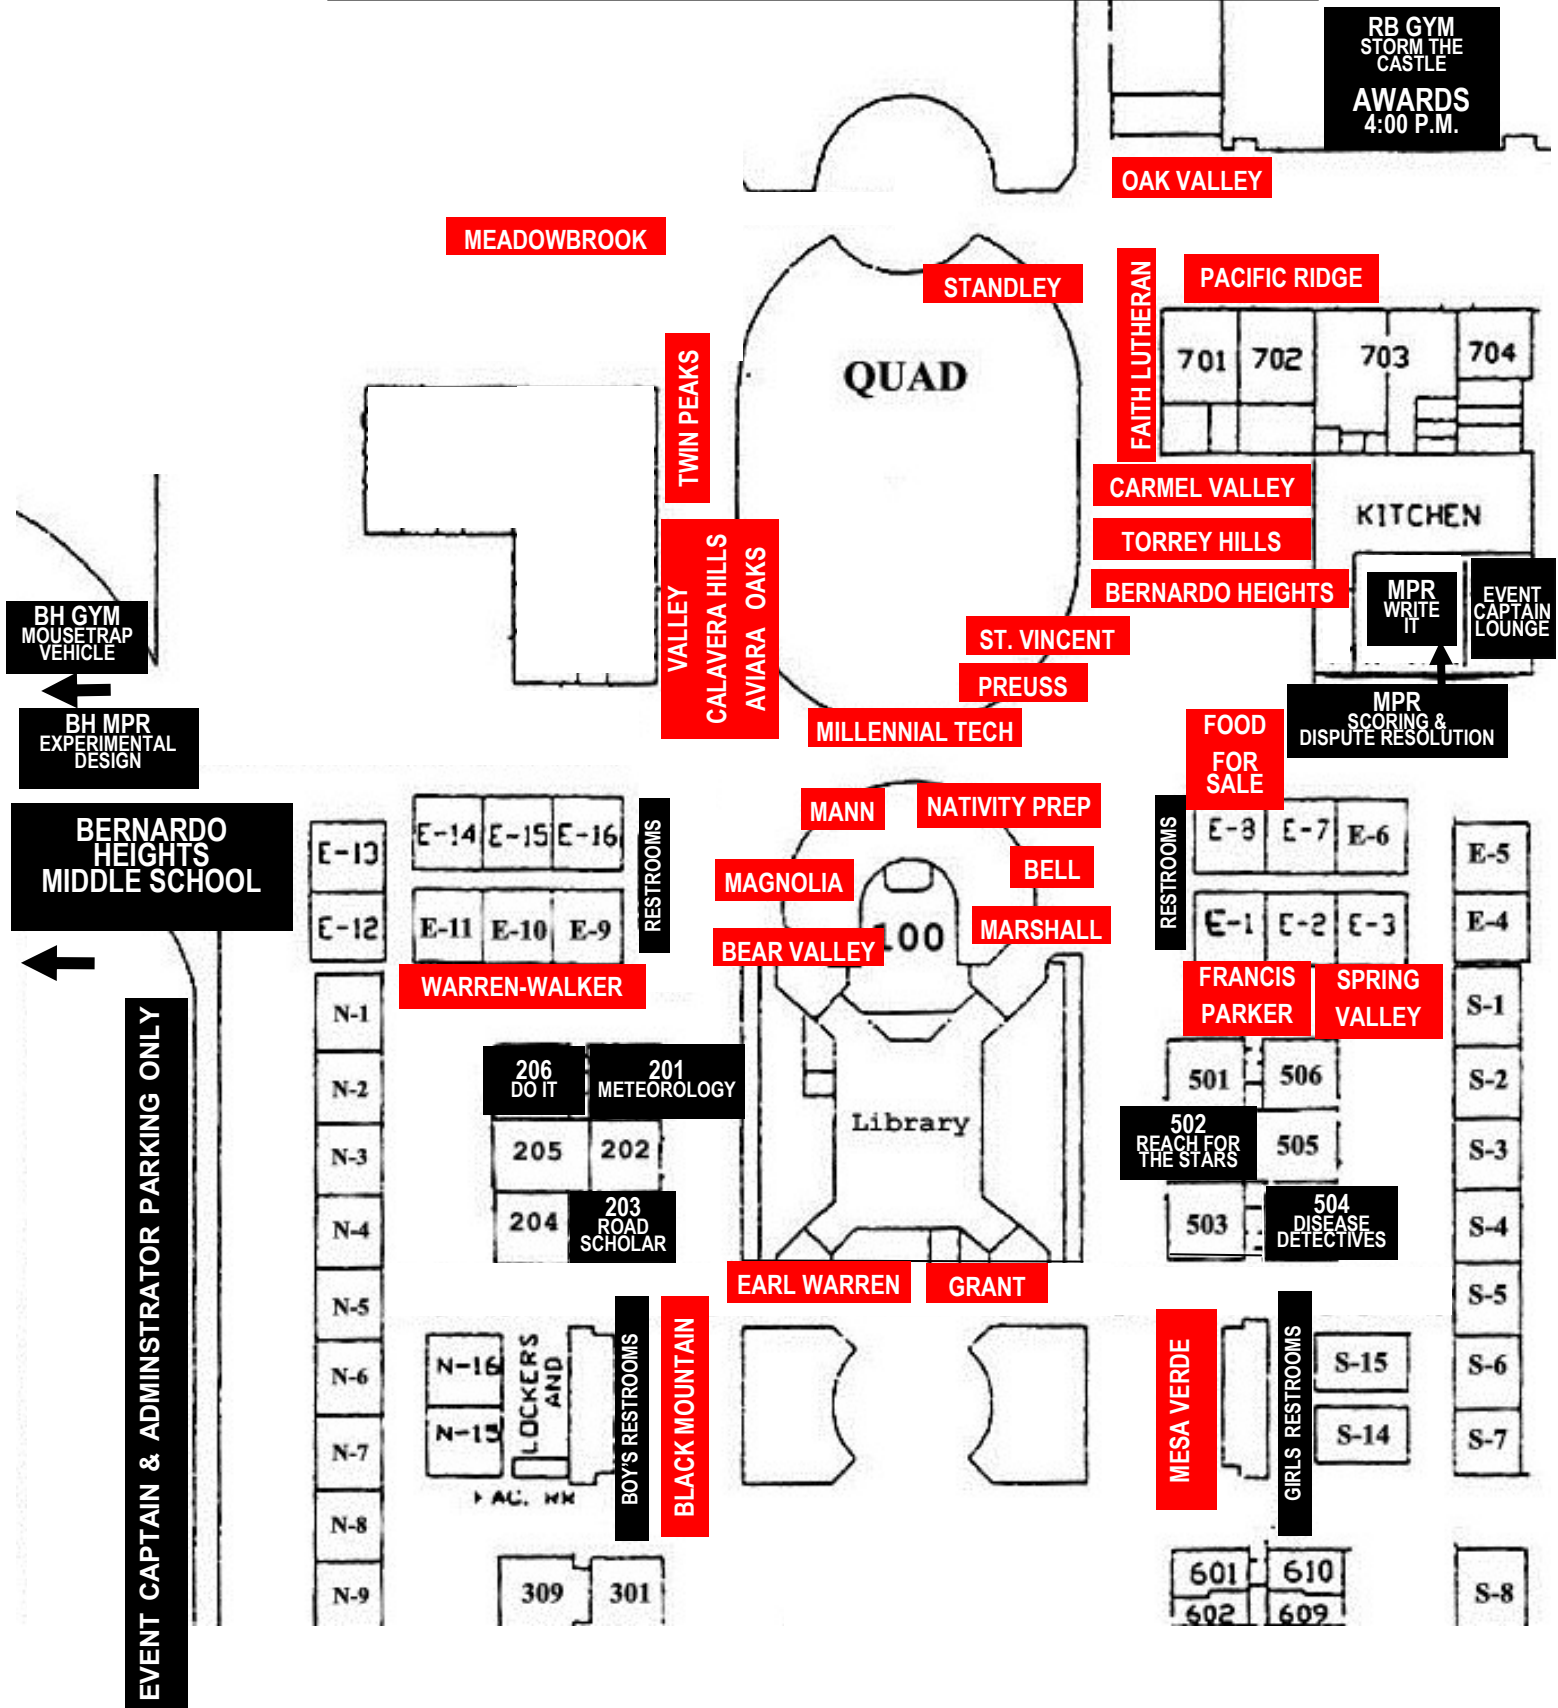 RB GYM
STORM THE
CASTLE
AWARDS
4:00 P.M.
OAK VALLEY
MEADOWBROOK
STANDLEY
FAITH LUTHERAN
PACIFIC RIDGE
TWIN PEAKS
QUAD
701
702
703
704
CARMEL VALLEY
KITCHEN
TORREY HILLS
BERNARDO HEIGHTS
VALLEY
CALAVERA HILLS
AVIARA OAKS
MPR
WRITE
IT
EVENT
CAPTAIN
LOUNGE
BH GYM
MOUSETRAP
VEHICLE
ST. VINCENT
PREUSS
MILLENNIAL TECH
BH MPR
EXPERIMENTAL
DESIGN
FOOD
FOR
SALE
MPR
SCORING &
DISPUTE RESOLUTION
BERNARDO
HEIGHTS
MIDDLE SCHOOL
E-13
E-14
E-15
E-16
RESTROOMS
MANN
NATIVITY PREP
RESTROOMS
E-8
E-7
E-6
E-5
MAGNOLIA
BELL
E-12
E-11
E-10
E-9
BEAR VALLEY
100
MARSHALL
E-1
E-2
E-3
E-4
WARREN-WALKER
FRANCIS
PARKER
SPRING
VALLEY
EVENT CAPTAIN & ADMINSTRATOR PARKING ONLY
N-1
S-1
N-2
206
DO IT
201
METEOROLOGY
501
506
S-2
Library
N-3
205
202
502
REACH FOR
THE STARS
505
S-3
N-4
204
203
ROAD
SCHOLAR
503
504
DISEASE
DETECTIVES
S-4
EARL WARREN
GRANT
N-5
S-5
N-6
N-16
LOCKERS
AND
BOY'S RESTROOMS
BLACK MOUNTAIN
MESA VERDE
GIRLS RESTROOMS
S-15
S-6
N-7
N-15
S-14
S-7
N-8
N-9
309
301
601
610
602
609
S-8